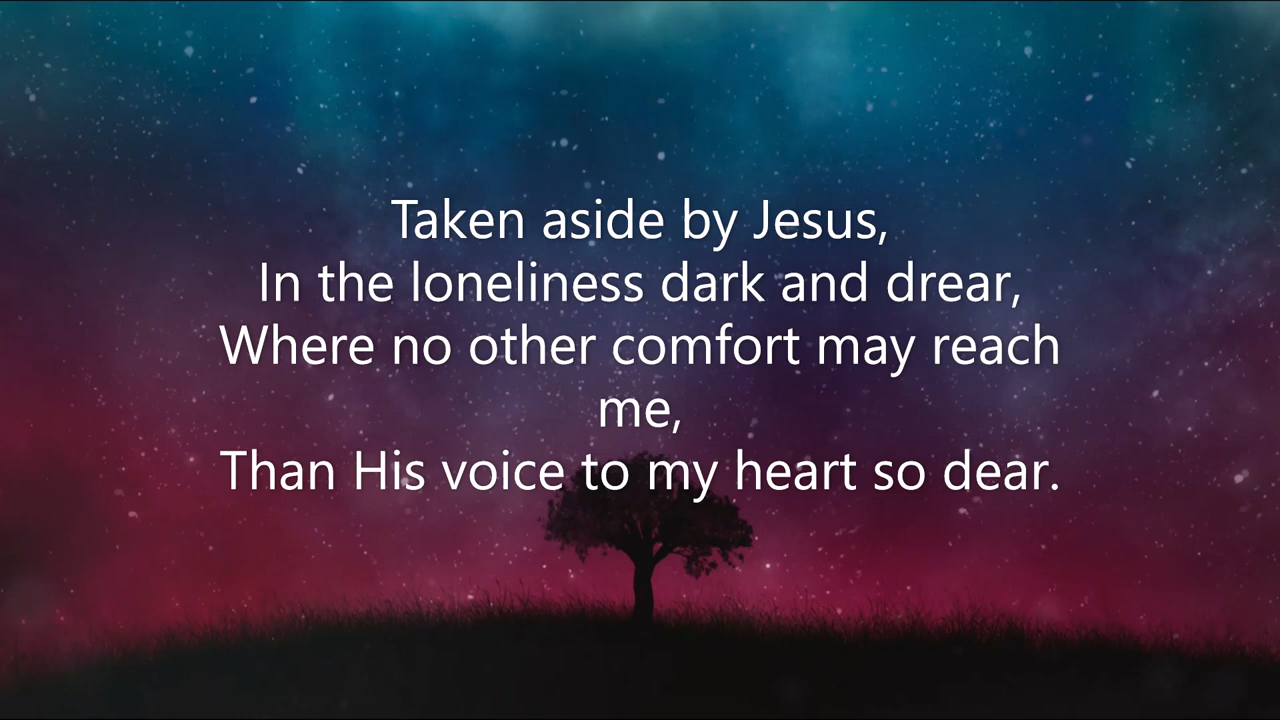 Taken aside by Jesus,
In the loneliness dark and drear,
Where no other comfort may reach
me,
Than His voice to my heart so dear.